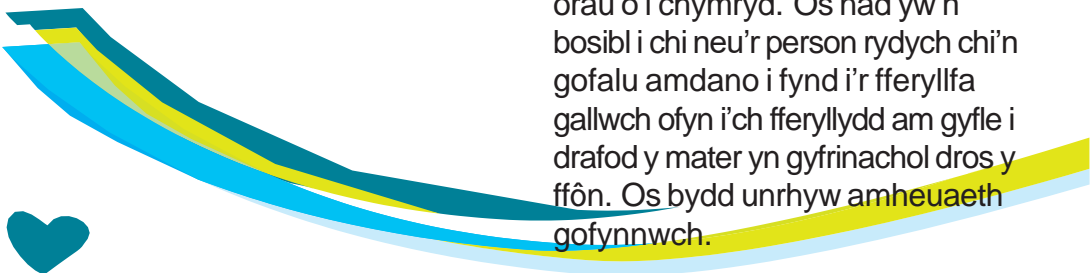 orau o'i chymryd. Os nad yw'n
bosibl i chi neu'r person rydych chi'n
gofalu amdano i fynd i'r fferyllfa
gallwch ofyn i'ch fferyllydd am gyfle i
drafod y mater yn gyfrinachol dros y
ffôn. Os bydd unrhyw amheuaeth
gofynnwch.